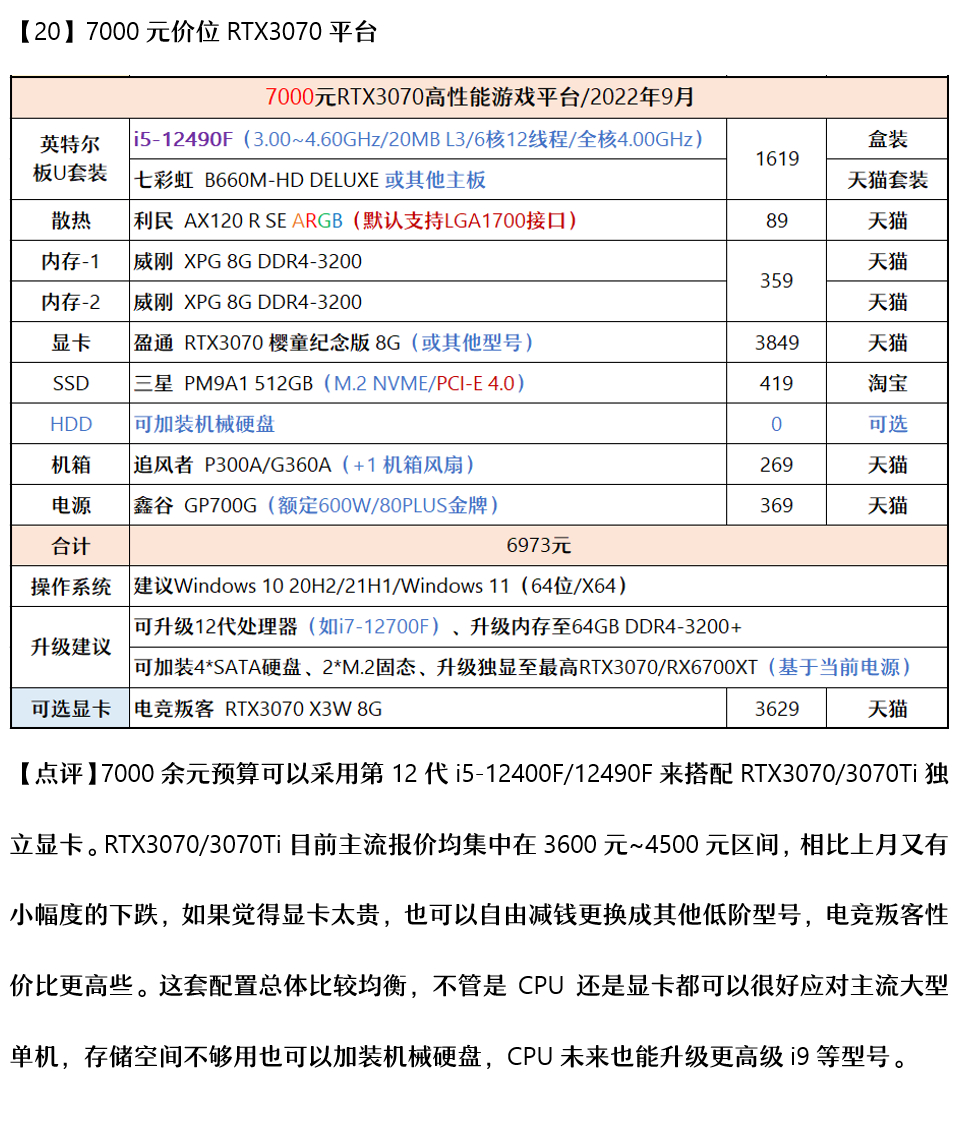 【20】7000 元价位 RTX3070 平台
7000元RTX3070高性能游戏平台/2022年9月
英特尔
板U套装
i5-12490F（3.00~4.60GHz/20MB L3/6核12线程/全核4.00GHz）
1619
盒装
七彩虹 B660M-HD DELUXE 或其他主板
天猫套装
散热
利民 AX120 R SE ARGB（默认支持LGA1700接口）
89
天猫
内存-1
威刚 XPG 8G DDR4-3200
359
天猫
内存-2
威刚 XPG 8G DDR4-3200
天猫
显卡
盈通 RTX3070 樱瞳纪念版 8G（或其他型号）
3849
天猫
SSD
三星 PM9A1 512GB（M.2 NVME/PCI-E 4.0）
419
淘宝
HDD
可加装机械硬盘
0
可选
机箱
追风者 P300A/G360A（+1 机箱风扇）
269
天猫
电源
鑫谷 GP700G（额定600W/80PLUS金牌）
369
天猫
合计
6973元
操作系统
建议Windows 10 20H2/21H1/Windows 11（64位/X64）
升级建议
可升级12代处理器（如i7-12700F）、升级内存至64GB DDR4-3200+
可加装4*SATA硬盘、2*M.2固态、升级独显至最高RTX3070/RX6700XT（基于当前电源）
可选显卡
电竞叛客 RTX3070 X3W 8G
3629
天猫
【点评】7000 余元预算可以采用第 12 代 i5-12400F/12490F 来搭配 RTX3070/3070Ti 独
立显卡。RTX3070/3070Ti 目前主流报价均集中在 3600 元~4500 元区间，相比上月又有
小幅度的下跌，如果觉得显卡太贵，也可以自由减钱更换成其他低阶型号，电竞叛客性
价比更高些。这套配置总体比较均衡，不管是 CPU 还是显卡都可以很好应对主流大型
单机，存储空间不够用也可以加装机械硬盘，CPU 未来也能升级更高级 i9 等型号。